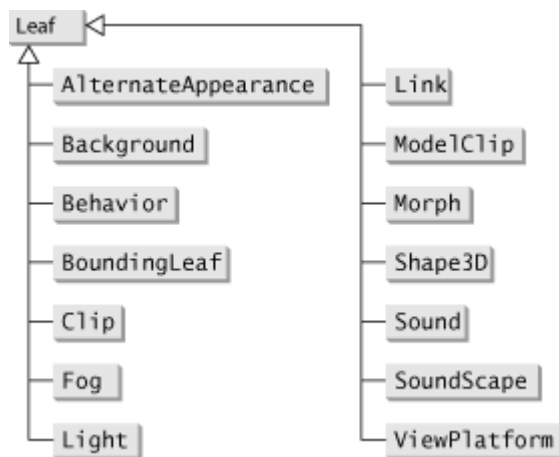 Leaf
AlternateAppearance
Background
Behavior
BoundingLeaf
Clip
Fog
Light
Link
ModelClip
Morph
Shape3D
Sound
SoundScape
ViewPlatform